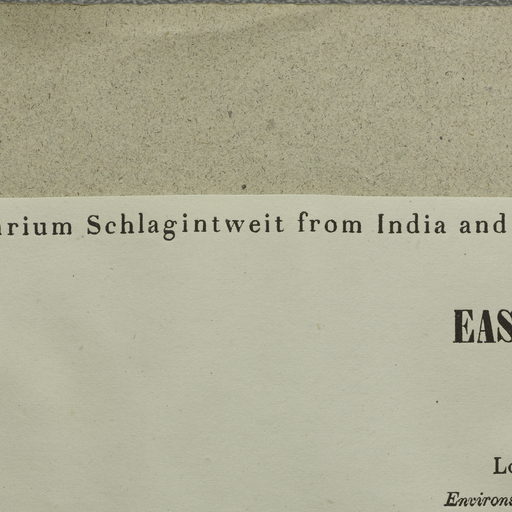 arium Schlagintweit from India and
EAS
Lo
Environs